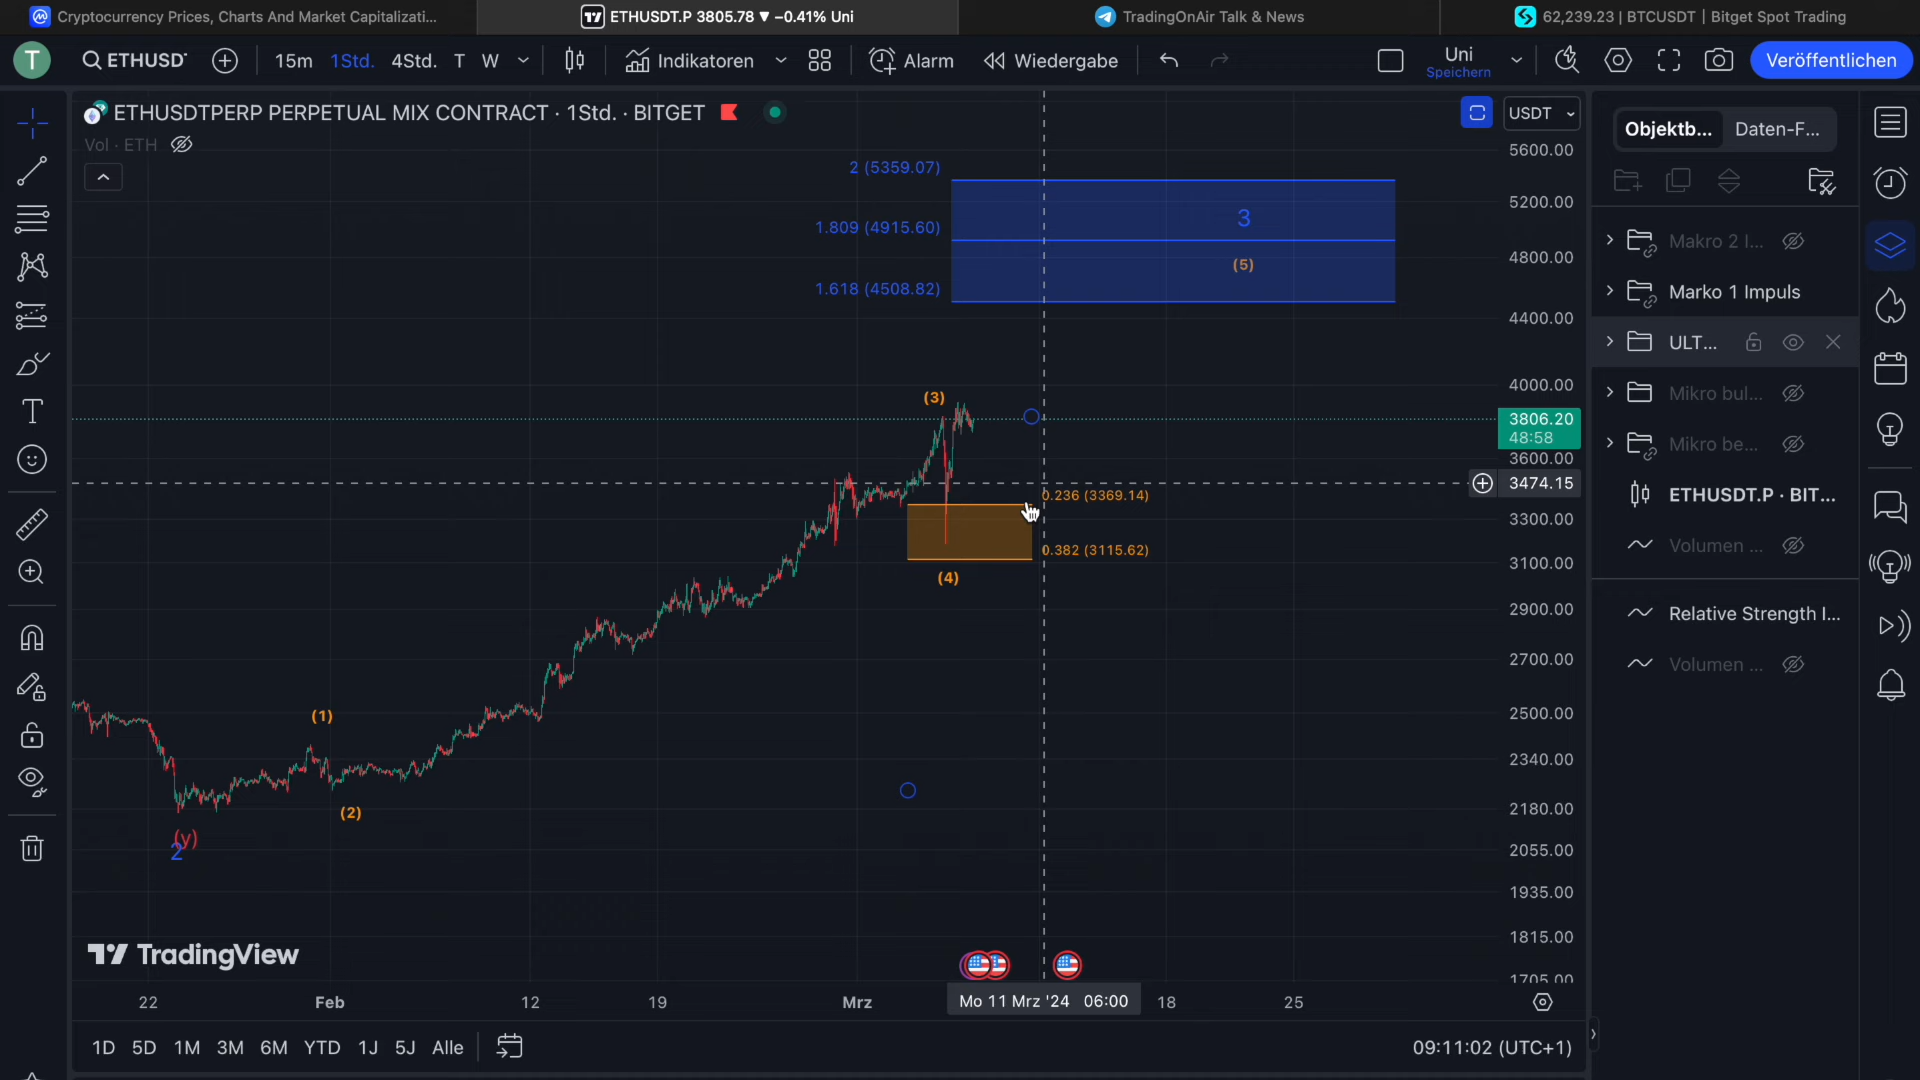 Cryptocurrency Prices, Charts And Market Capitalizati...
ETHUSDT.P 3805.78 ▼ −0.41% Uni
TradingOnAir Talk & News
62,239.23 | BTCUSDT | Bitget Spot Trading
T
ETHUSD
15m
1Std.
4Std.
T
W
Indikatoren
Alarm
Wiedergabe
Uni
Speichern
Veröffentlichen
ETHUSDTPERP PERPETUAL MIX CONTRACT · 1Std. · BITGET
Vol · ETH
USDT
Objektb...
Daten-F...
2 (5359.07)
1.809 (4915.60)
1.618 (4508.82)
3
(5)
(3)
0.236 (3369.14)
0.382 (3115.62)
(4)
(1)
(2)
(y)
2
5600.00
5200.00
4800.00
4400.00
4000.00
3806.20
48:58
3600.00
3474.15
3300.00
3100.00
2900.00
2700.00
2500.00
2340.00
2180.00
2055.00
1935.00
1815.00
1705.00
Makro 2 I...
Marko 1 Impuls
ULT...
Mikro bul...
Mikro be...
ETHUSDT.P · BIT...
Volumen ...
Relative Strength I...
Volumen ...
TradingView
22
Feb
12
19
Mrz
Mo 11 Mrz '24 06:00
18
25
1D
5D
1M
3M
6M
YTD
1J
5J
Alle
09:11:02 (UTC+1)